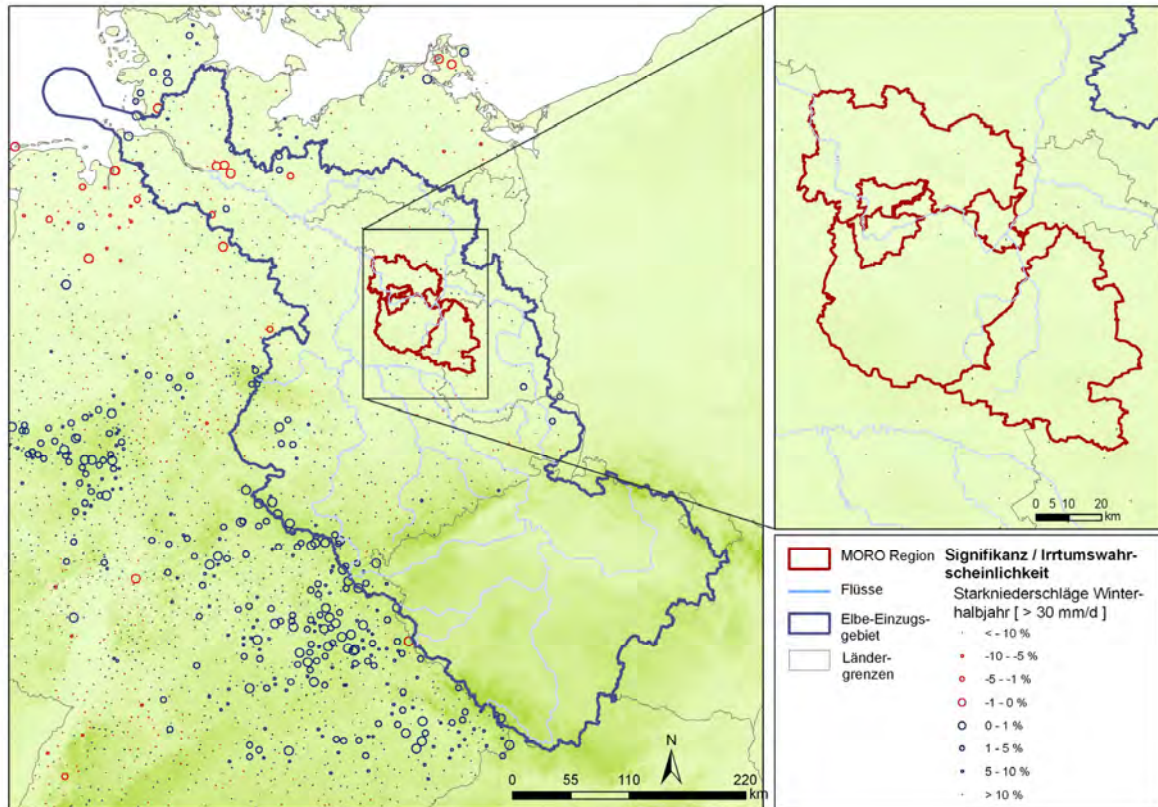 N
0 55 110 220
km
0 5 10 20
km
MORO Region
Flüsse
Elbe-Einzugs-
gebiet
Länder-
grenzen
Signifikanz / Irrtumswahr-
scheinlichkeit
Starkniederschläge Winter-
halbjahr [ > 30 mm/d ]
< - 10 %
-10 - -5 %
-5 - -1 %
-1 - 0 %
0 - 1 %
1 - 5 %
5 - 10 %
> 10 %